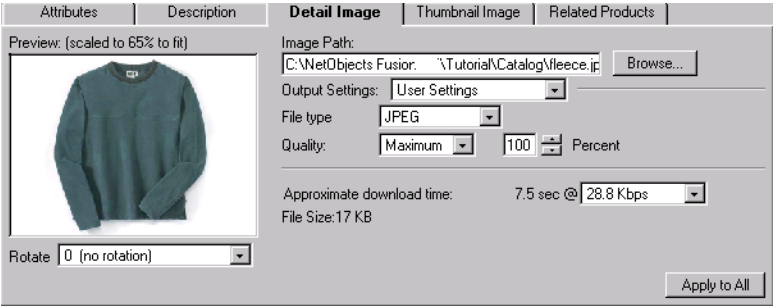 Attributes Description Detail Image Thumbnail Image Related Products
Preview: (scaled to 65% to fit)
Image Path:
C:\NetObjects Fusion \Tutorial\Catalog\fleece.jp Browse...
Output Settings: User Settings
File type JPEG
Quality: Maximum 100 Percent
Approximate download time: 7.5 sec @ 28.8 Kbps
File Size:17 KB
Rotate 0 (no rotation)
Apply to All